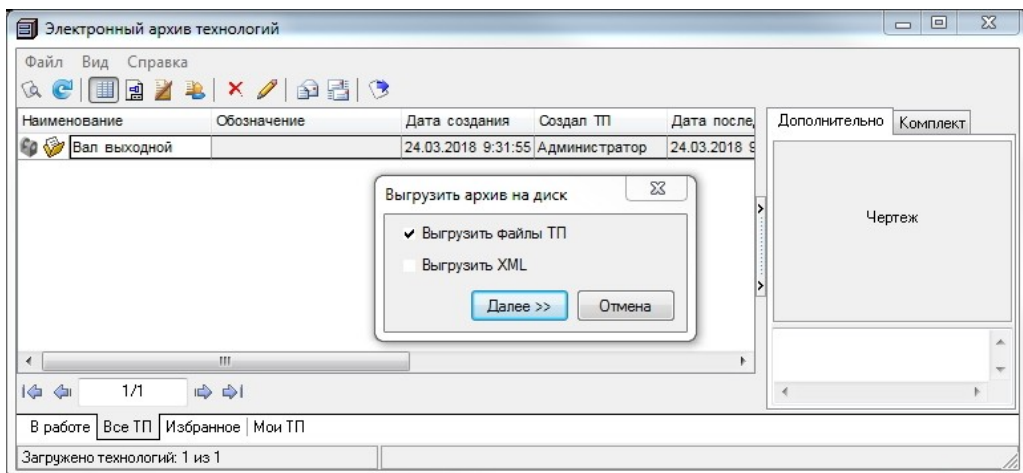 Электронный архив технологий
Файл Вид Справка
Наименование Обозначение Дата создания Создал ТП Дата послед
Вал выходной 24.03.2018 9:31:55 Администратор 24.03.2018 9
Дополнительно Комплект
Чертеж
Выгрузить архив на диск
Выгрузить файлы ТП
Выгрузить XML
Далее >> Отмена
1/1
В работе Все ТП Избранное Мои ТП
Загружено технологий: 1 из 1